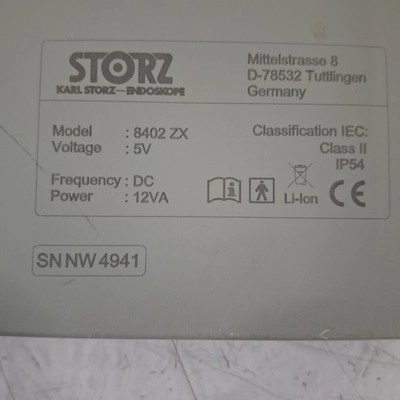 STORZ
KARL STORZ—ENDOSKOPE
Mittelstrasse 8
D-78532 Tuttlingen
Germany
Model : 8402 ZX
Voltage : 5V
Frequency : DC
Power : 12VA
Classification IEC:
Class II
IP54
Li-Ion
CE
SN NW 4941